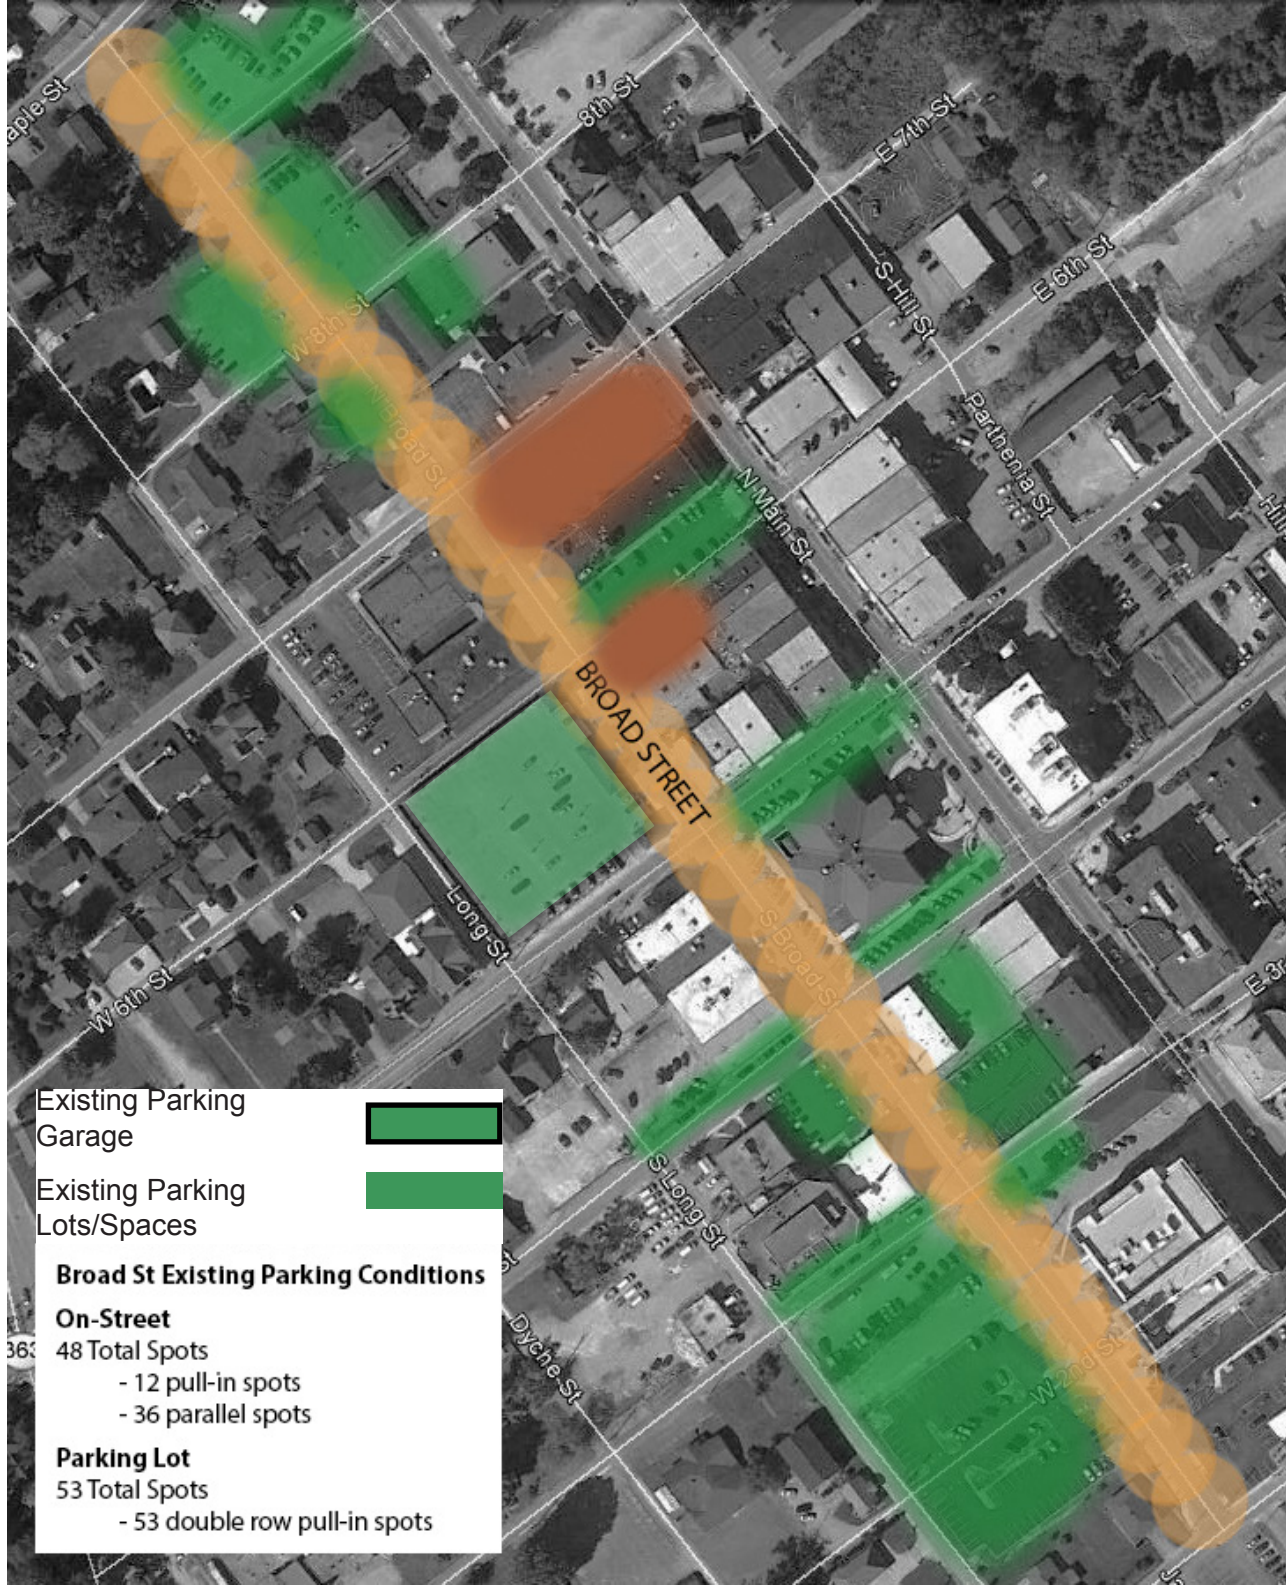 aple St
8th St
E 7th St
S Hill St
E 6th St
W 8th St
N Broad St
Parthenia St
N Main St
BROAD STREET
Long St
S Broad St
W 6th St
E 3r
S Long St
St
Dyche St
W 2nd St
363
Existing Parking
Garage
Existing Parking
Lots/Spaces
Broad St Existing Parking Conditions
On-Street
48 Total Spots
- 12 pull-in spots
- 36 parallel spots
Parking Lot
53 Total Spots
- 53 double row pull-in spots